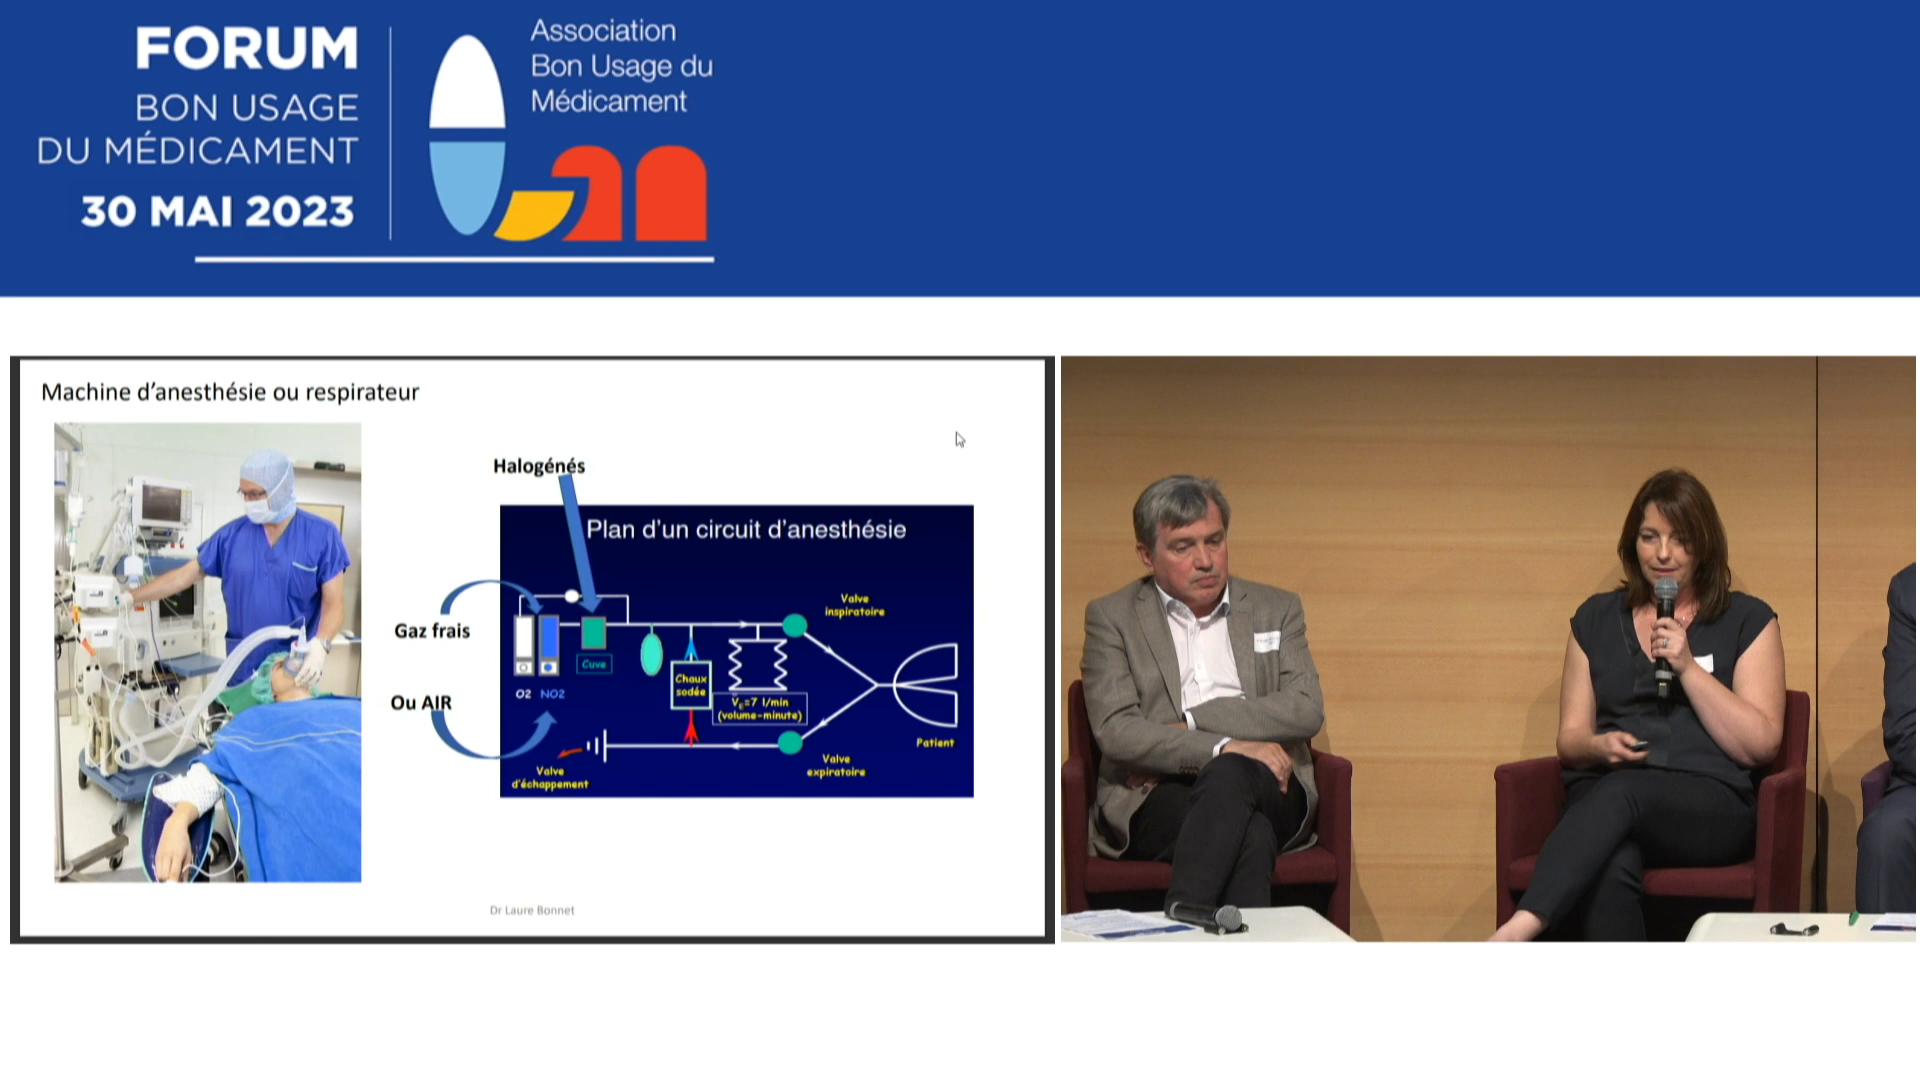 FORUM
BON USAGE
DU MÉDICAMENT
30 MAI 2023
Association
Bon Usage du
Médicament
Machine d’anesthésie ou respirateur
Halogénés
Plan d’un circuit d’anesthésie
Gaz frais
Ou AIR
O2 NO2
Cuve
Chaux
sodée
V̇E=7 l/min
(volume-minute)
Valve
inspiratoire
Patient
Valve
expiratoire
Valve
d'échappement
Dr Laure Bonnet